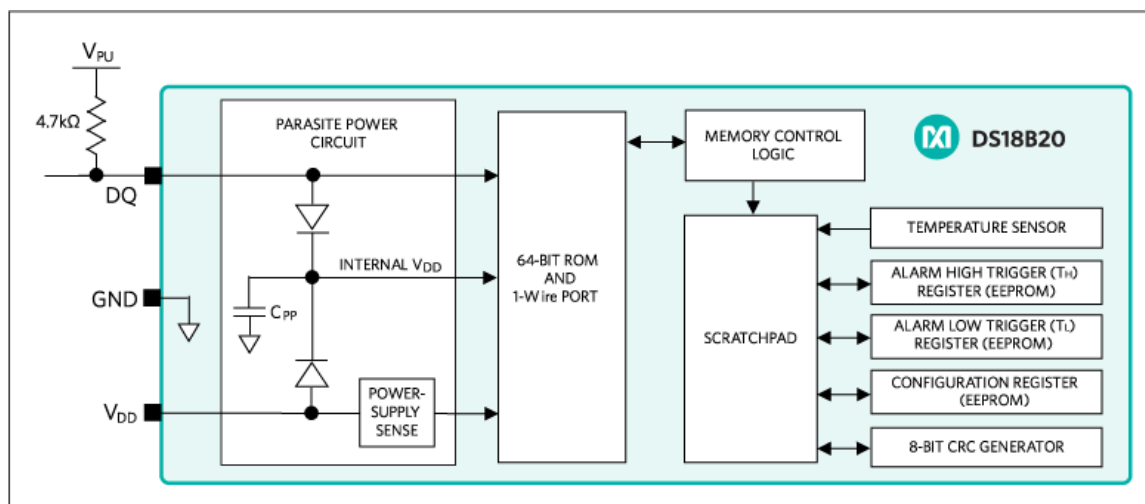 VPU
4.7kΩ
DQ
GND
VDD
PARASITE POWER
CIRCUIT
INTERNAL VDD
CPP
POWER-
SUPPLY
SENSE
64-BIT ROM
AND
1-Wire PORT
MEMORY CONTROL
LOGIC
DS18B20
SCRATCHPAD
TEMPERATURE SENSOR
ALARM HIGH TRIGGER (TH)
REGISTER (EEPROM)
ALARM LOW TRIGGER (TL)
REGISTER (EEPROM)
CONFIGURATION REGISTER
(EEPROM)
8-BIT CRC GENERATOR